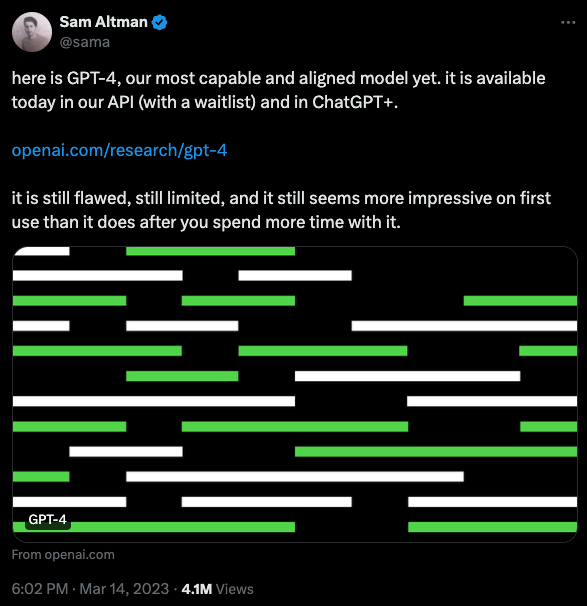 Sam Altman
@sama
here is GPT-4, our most capable and aligned model yet. it is available
today in our API (with a waitlist) and in ChatGPT+.
openai.com/research/gpt-4
it is still flawed, still limited, and it still seems more impressive on first
use than it does after you spend more time with it.
GPT-4
From openai.com
6:02 PM · Mar 14, 2023 · 4.1M Views